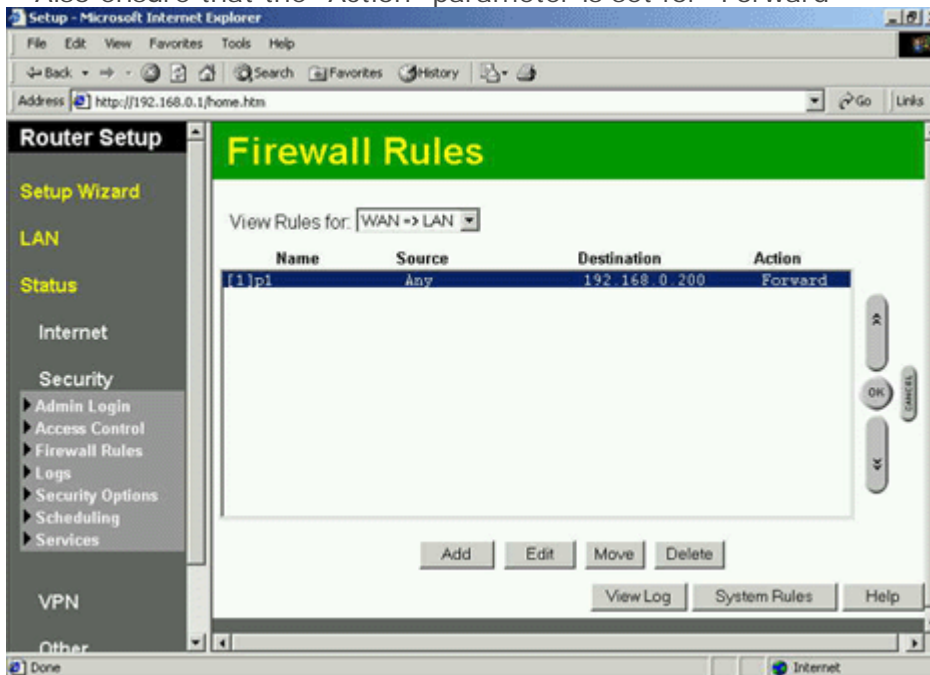 Also ensure that the "Action" parameter is set for "Forward"
Setup - Microsoft Internet Explorer
File Edit View Favorites Tools Help
Back Search Favorites History
Address http://192.168.0.1/home.htm Go Links
Router Setup
Setup Wizard
LAN
Status
Internet
Security
Admin Login
Access Control
Firewall Rules
Logs
Security Options
Scheduling
Services
VPN
Other
Firewall Rules
View Rules for: WAN => LAN
Name Source Destination Action
[1]p1 Any 192.168.0.200 Forward
OK
CANCEL
Add Edit Move Delete
View Log System Rules Help
Done Internet